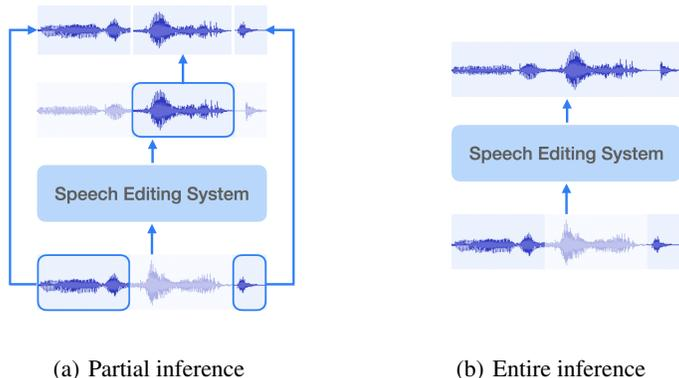 Speech Editing System
Speech Editing System
(a) Partial inference
(b) Entire inference